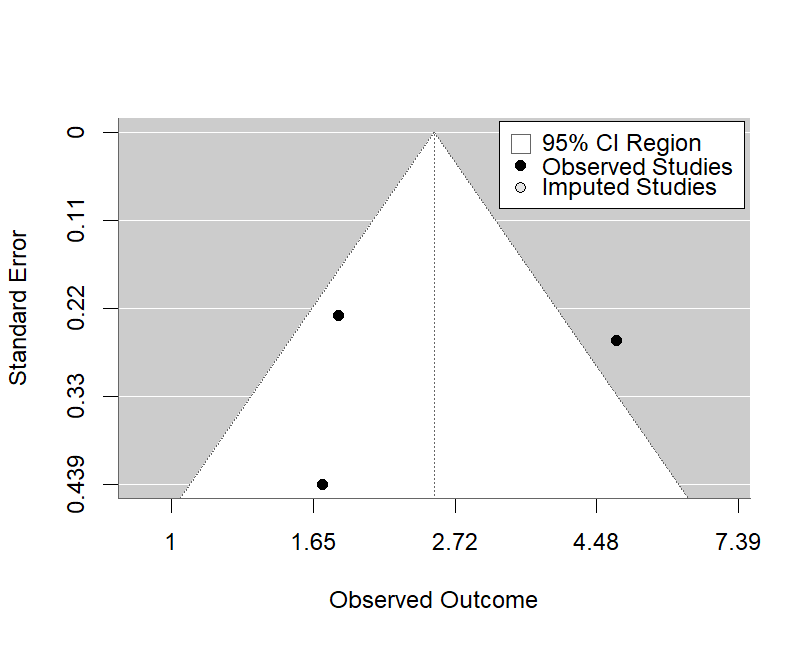 95% CI Region
Observed Studies
Imputed Studies
Standard Error
0
0.11
0.22
0.33
0.439
1
1.65
2.72
4.48
7.39
Observed Outcome